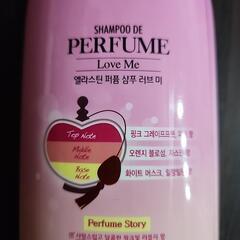 SHAMPOO DE
PERFUME
Love Me
엘라스틴 퍼퓸 샴푸 러브 미
Top Note
핑크 그레이프프룻,
Middle Note
오렌지 블로섬,
Base Note
화이트 머스크,
Perfume Story